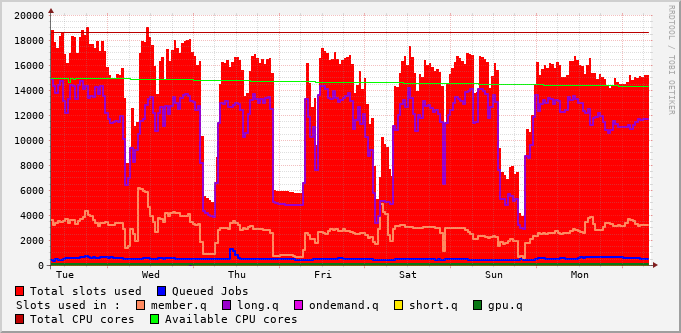 20000
18000
16000
14000
12000
10000
8000
6000
4000
2000
0
Tue Wed Thu Fri Sat Sun Mon
RRDTOOL / TOBI OETIKER
Total slots used Queued Jobs
Slots used in : member.q long.q ondemand.q short.q gpu.q
Total CPU cores Available CPU cores